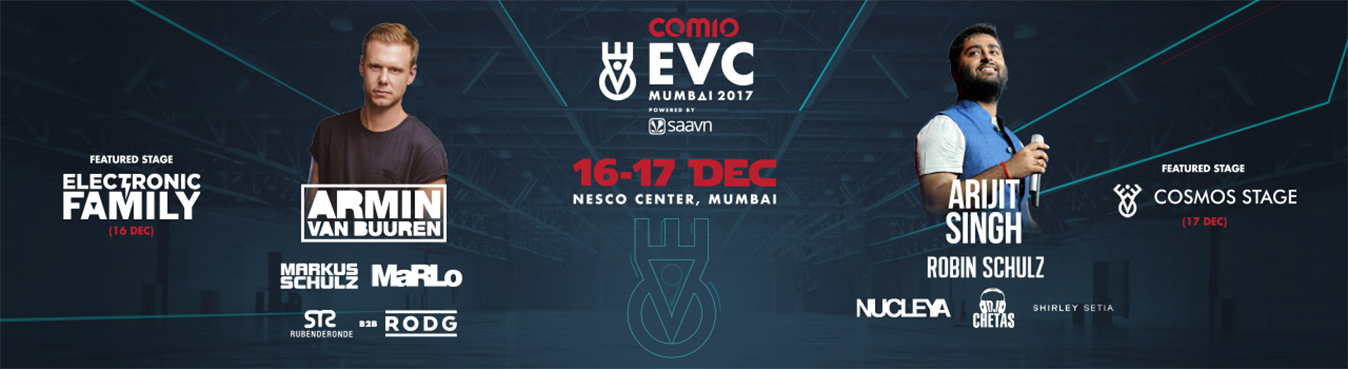 COMIO
EVC
MUMBAI 2017
POWERED BY
saavn
16-17 DEC
NESCO CENTER, MUMBAI
FEATURED STAGE
ELECTRONIC
FAMILY
(16 DEC)
ARMIN
VAN BUUREN
MARKUS
SCHULZ
MaRLo
STR
RUBENDERONDE
B2B
RODG
ARIJIT
SINGH
ROBIN SCHULZ
NUCLEYA
DJ
CHETAS
SHIRLEY SETIA
FEATURED STAGE
COSMOS STAGE
(17 DEC)